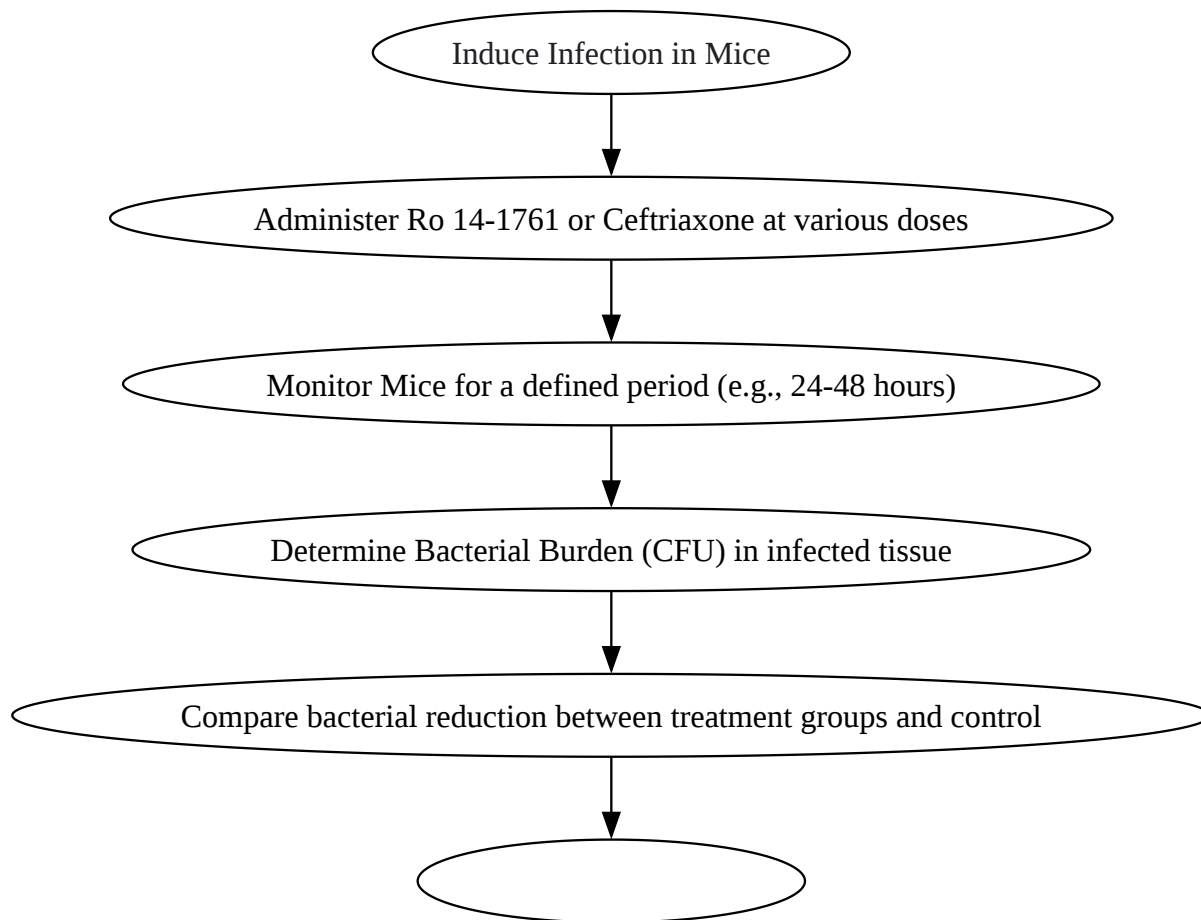 Induce Infection in Mice
Administer Ro 14-1761 or Ceftriaxone at various doses
Monitor Mice for a defined period (e.g., 24-48 hours)
Determine Bacterial Burden (CFU) in infected tissue
Compare bacterial reduction between treatment groups and control